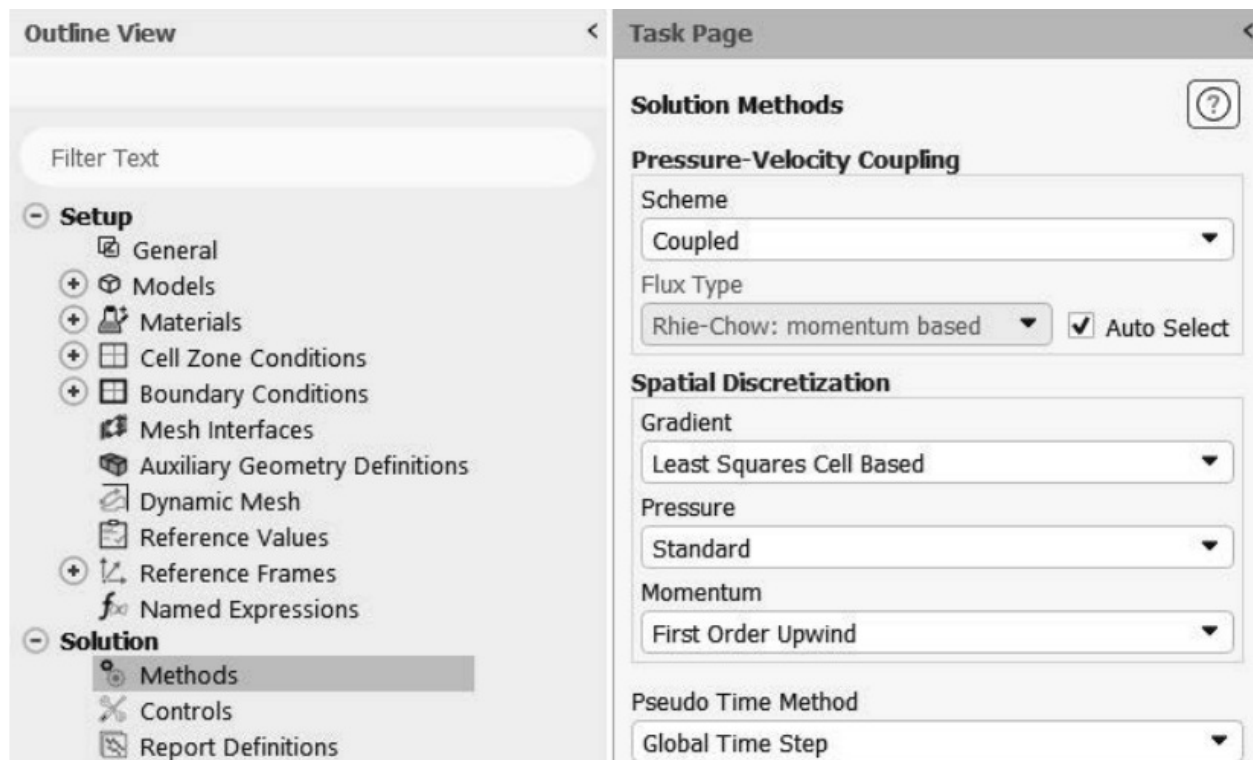 Outline View
Filter Text
Setup
General
Models
Materials
Cell Zone Conditions
Boundary Conditions
Mesh Interfaces
Auxiliary Geometry Definitions
Dynamic Mesh
Reference Values
Reference Frames
Named Expressions
Solution
Methods
Controls
Report Definitions
Task Page
Solution Methods
Pressure-Velocity Coupling
Scheme
Coupled
Flux Type
Rhie-Chow: momentum based
Auto Select
Spatial Discretization
Gradient
Least Squares Cell Based
Pressure
Standard
Momentum
First Order Upwind
Pseudo Time Method
Global Time Step